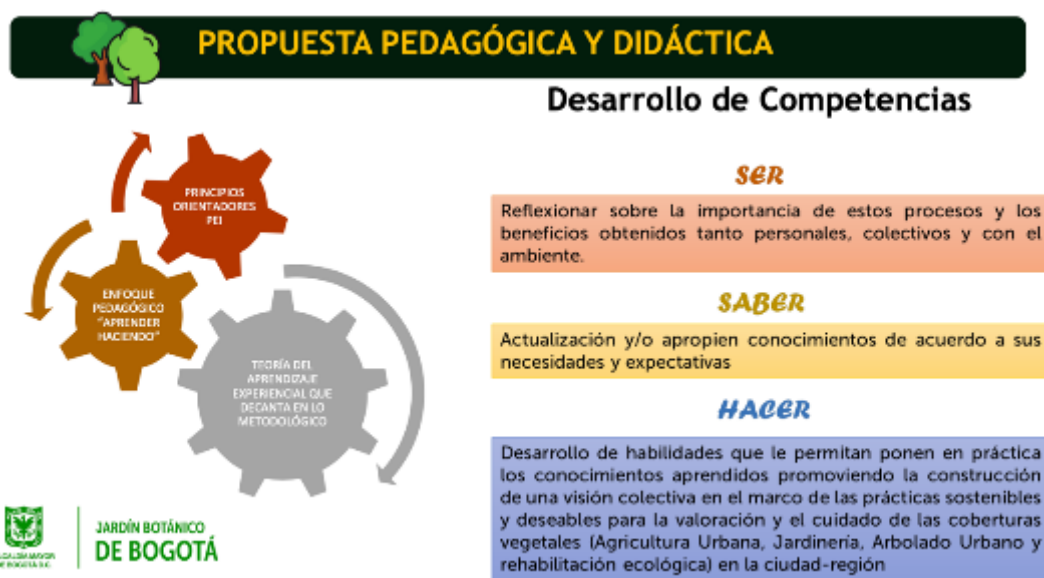 PROPUESTA PEDAGÓGICA Y DIDÁCTICA
Desarrollo de Competencias
PRINCIPIOS
ORIENTADORES
PEI
ENFOQUE
PEDAGÓGICO
"APRENDER
HACIENDO"
TEORÍA DEL
APRENDIZAJE
EXPERIENCIAL QUE
DECANTA EN LO
METODOLÓGICO
SER
Reflexionar sobre la importancia de estos procesos y los
beneficios obtenidos tanto personales, colectivos y con el
ambiente.
SABER
Actualización y/o apropien conocimientos de acuerdo a sus
necesidades y expectativas
HACER
Desarrollo de habilidades que le permitan ponen en práctica
los conocimientos aprendidos promoviendo la construcción
de una visión colectiva en el marco de las prácticas sostenibles
y deseables para la valoración y el cuidado de las coberturas
vegetales (Agricultura Urbana, Jardinería, Arbolado Urbano y
rehabilitación ecológica) en la ciudad-región
ALCALDÍA MAYOR
DE BOGOTÁ D.C.
JARDÍN BOTÁNICO
DE BOGOTÁ